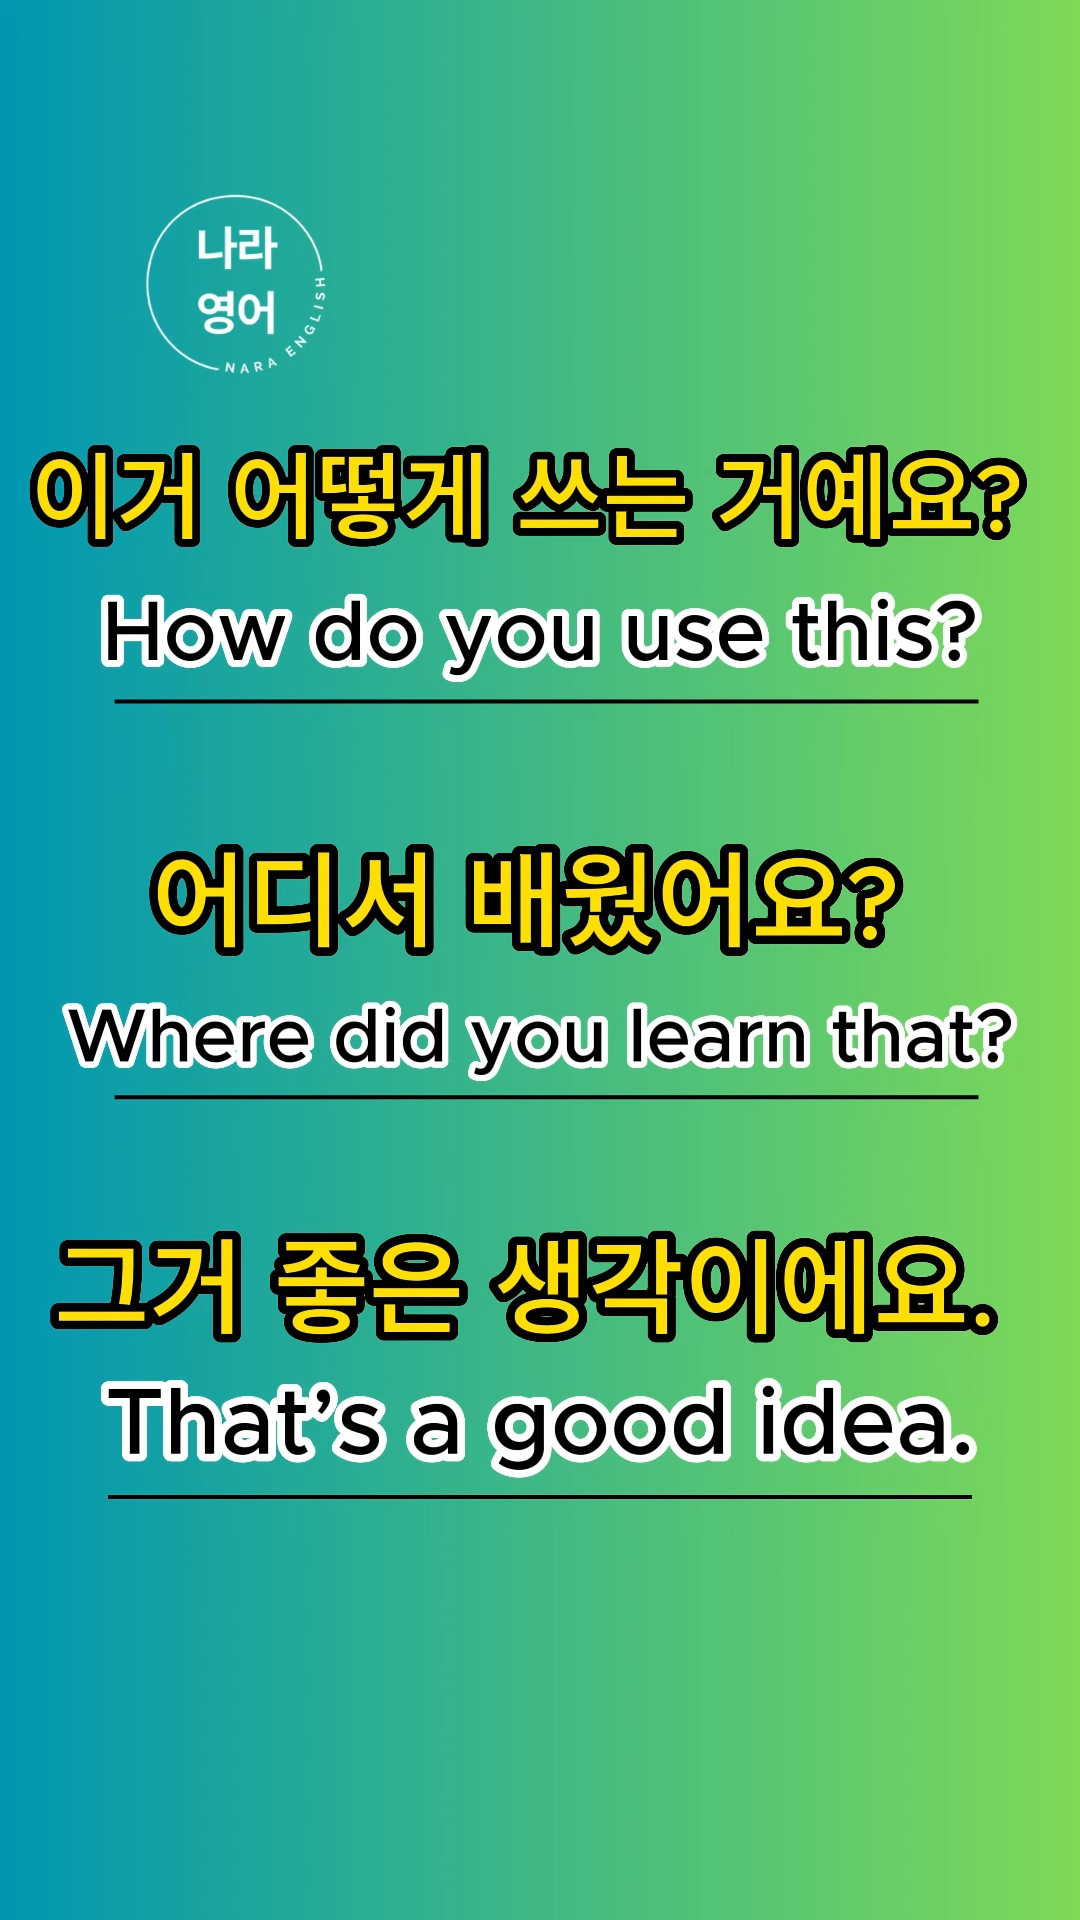 나라
영어
NARA ENGLISH
이거 어떻게 쓰는 거예요?
How do you use this?
어디서 배웠어요?
Where did you learn that?
그거 좋은 생각이에요.
That’s a good idea.